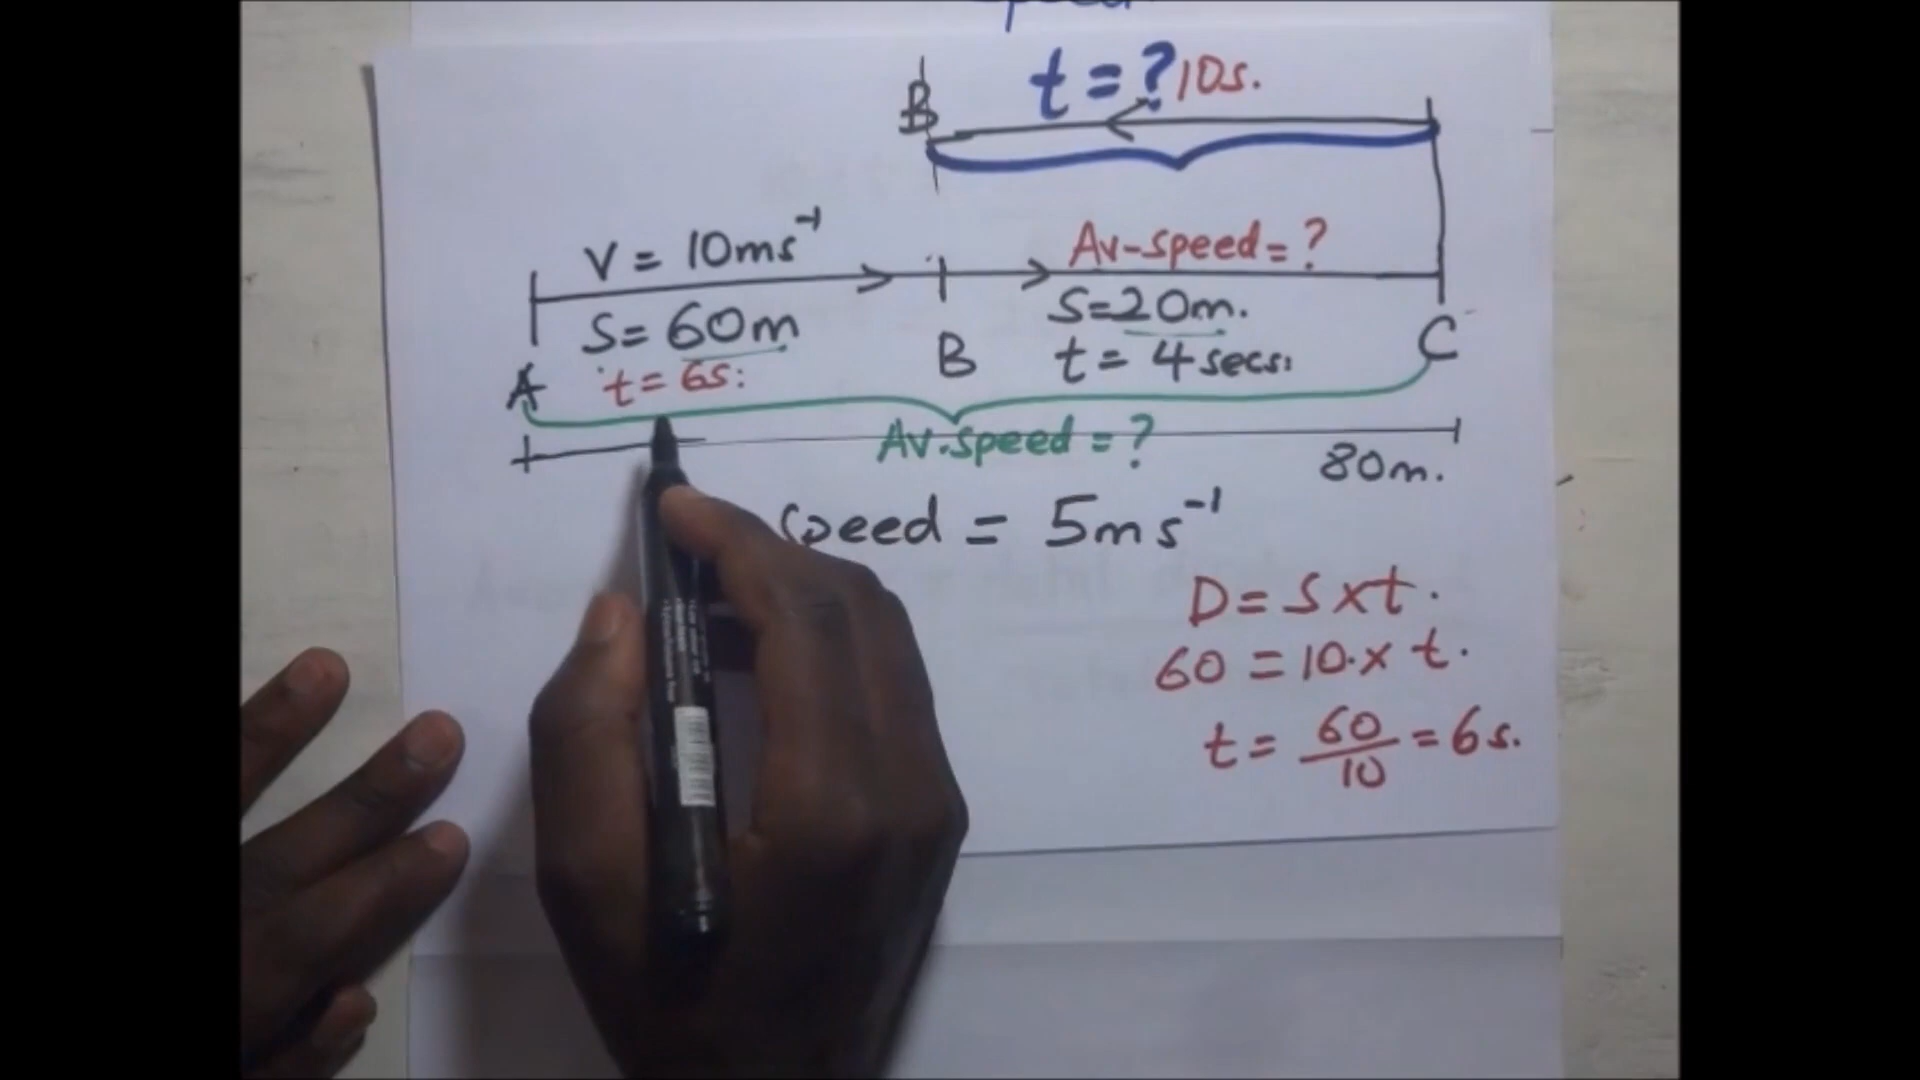 t = ? 10s.
B
V = 10ms⁻¹
Av-speed = ?
S = 60m
S = 20m.
A
t = 6s.
B
t = 4 secs.
C
Av.speed = ?
80m.
speed = 5ms⁻¹
D = S x t.
60 = 10 x t.
t = 60/10 = 6s.